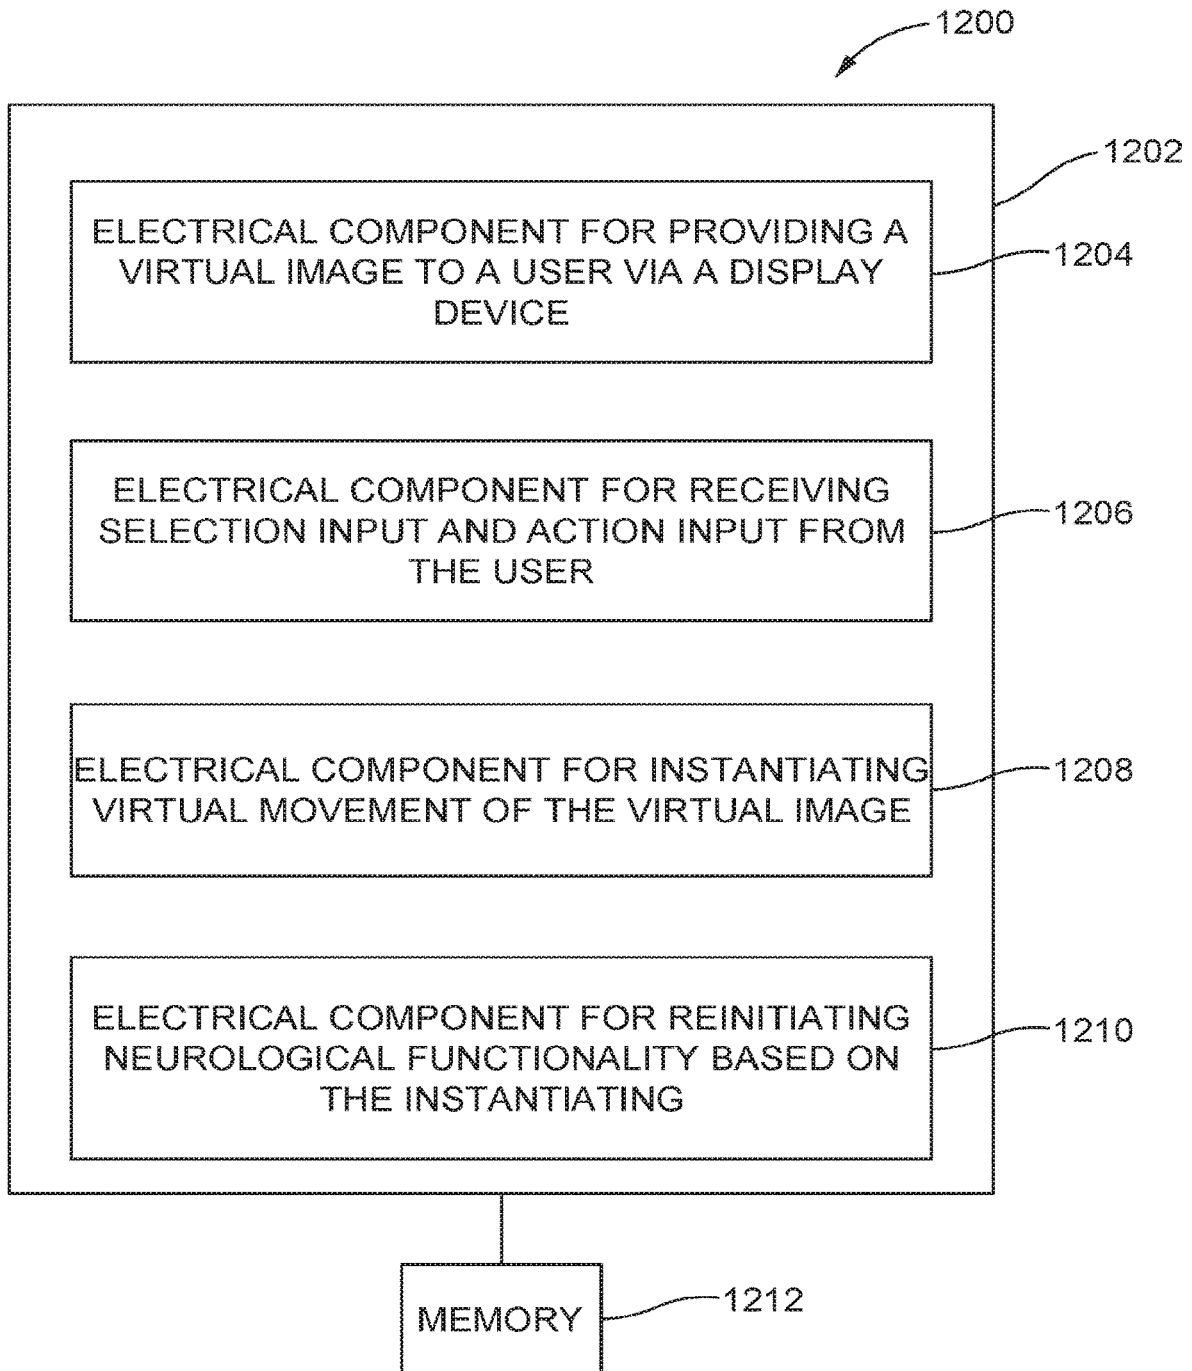 1200
1202
ELECTRICAL COMPONENT FOR PROVIDING A
VIRTUAL IMAGE TO A USER VIA A DISPLAY
DEVICE
1204
ELECTRICAL COMPONENT FOR RECEIVING
SELECTION INPUT AND ACTION INPUT FROM
THE USER
1206
ELECTRICAL COMPONENT FOR INSTANTIATING
VIRTUAL MOVEMENT OF THE VIRTUAL IMAGE
1208
ELECTRICAL COMPONENT FOR REINITIATING
NEUROLOGICAL FUNCTIONALITY BASED ON
THE INSTANTIATING
1210
MEMORY
1212